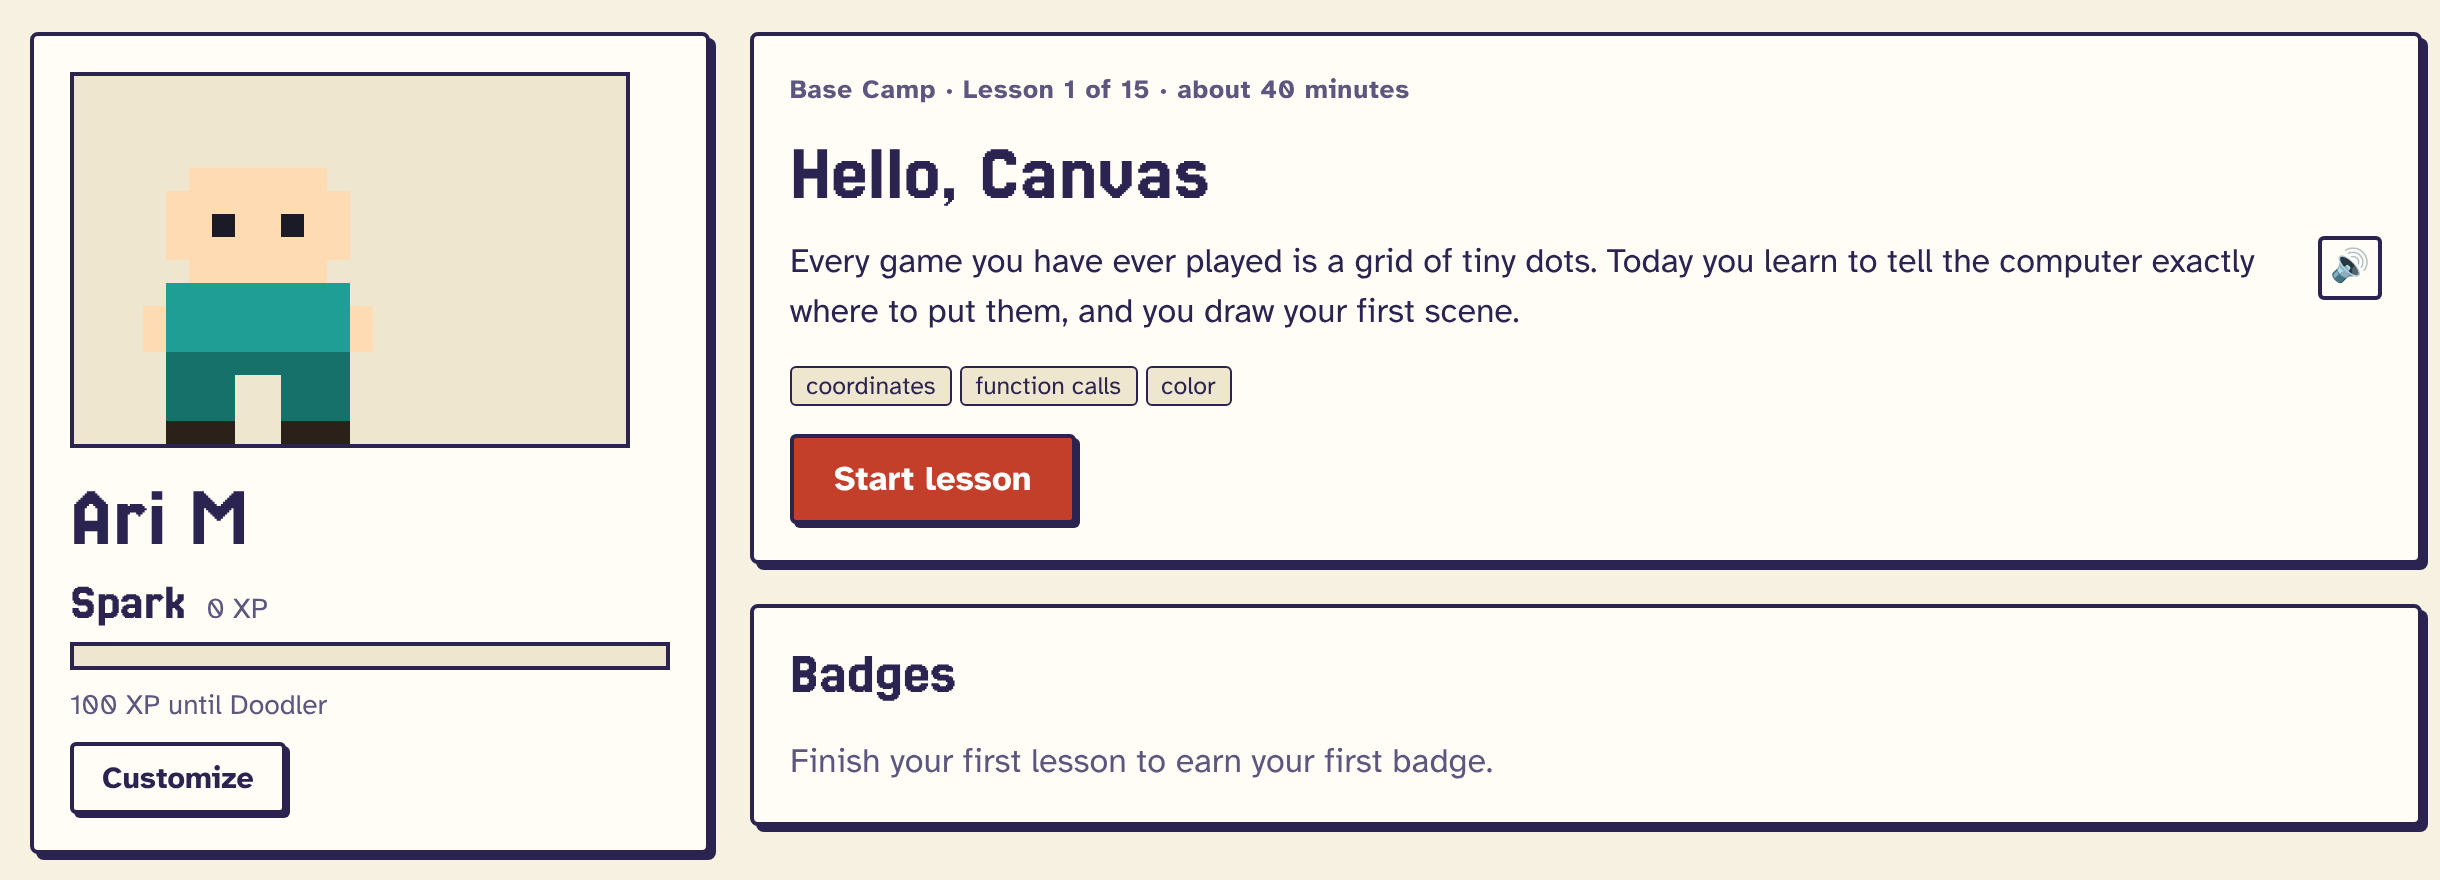 Ari M
Spark 0 XP
100 XP until Doodler
Customize
Base Camp · Lesson 1 of 15 · about 40 minutes
Hello, Canvas
Every game you have ever played is a grid of tiny dots. Today you learn to tell the computer exactly
where to put them, and you draw your first scene.
coordinates function calls color
Start lesson
Badges
Finish your first lesson to earn your first badge.